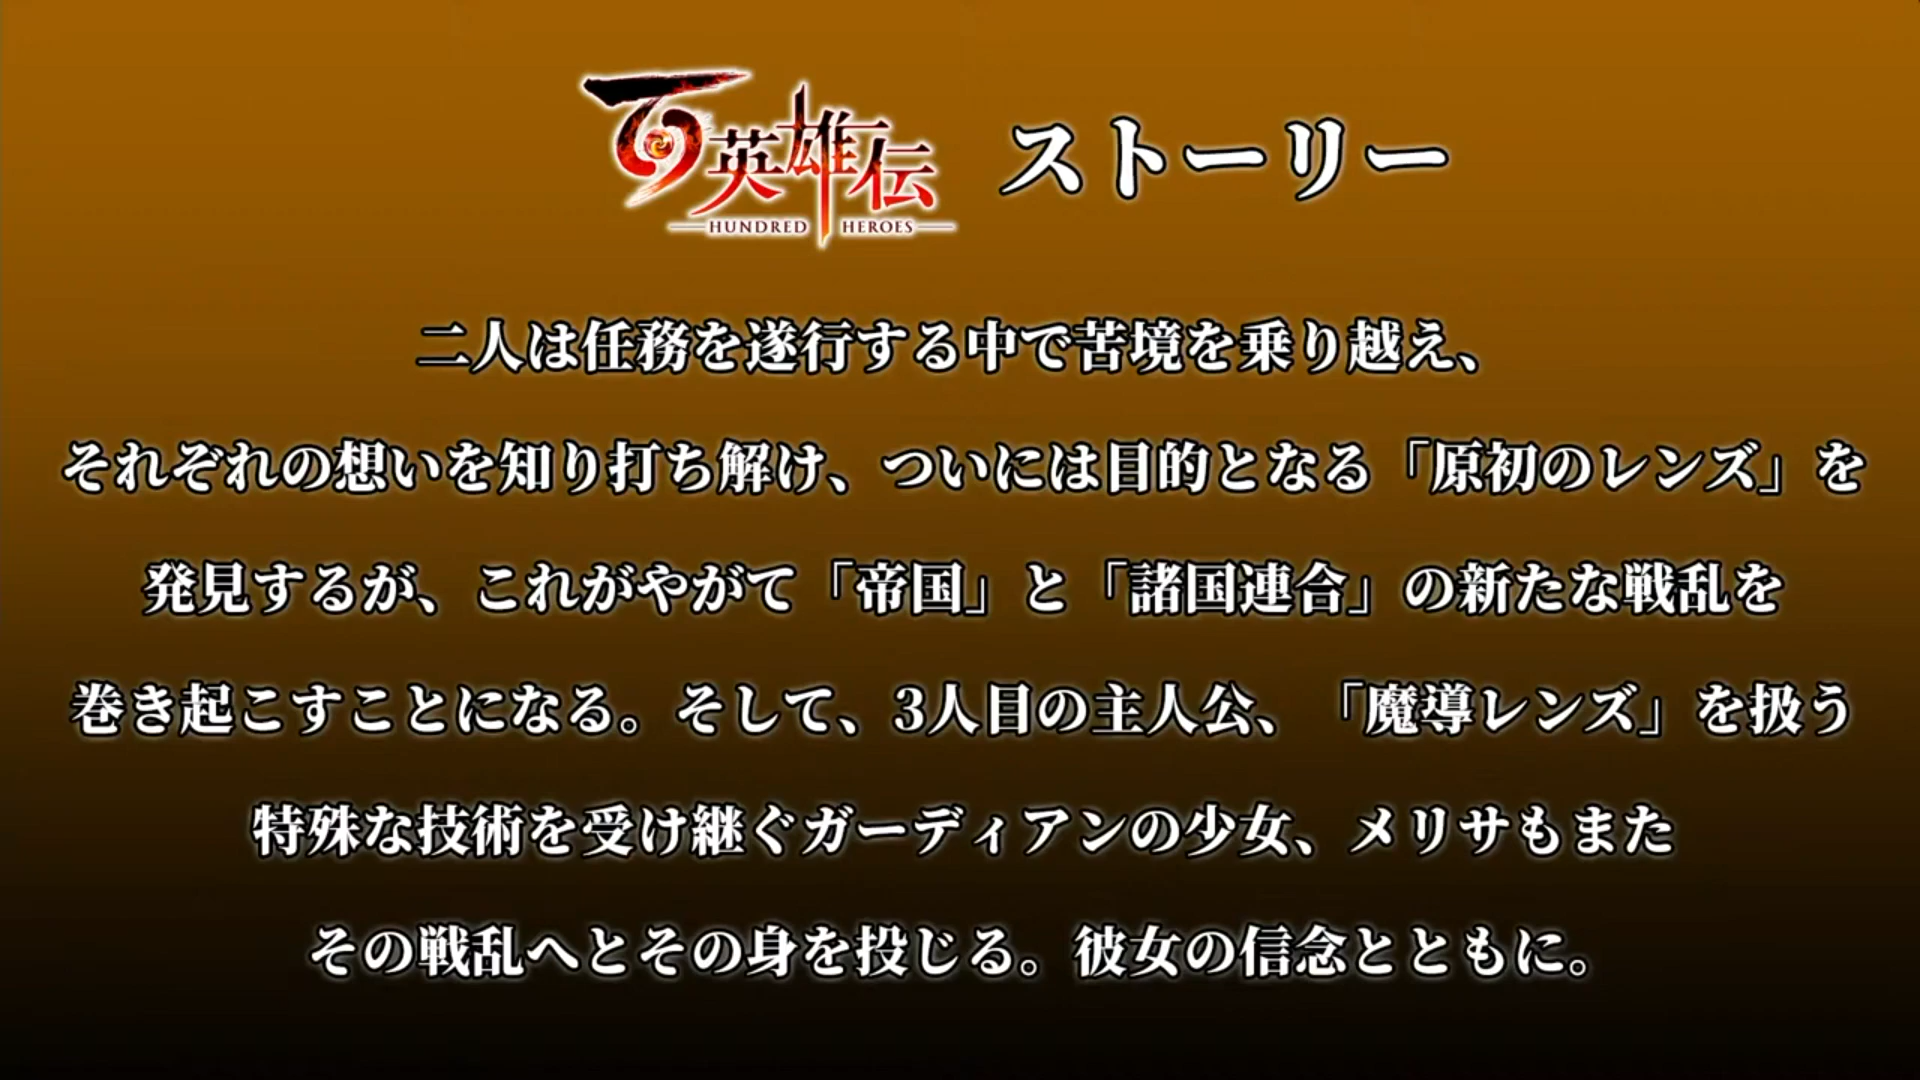 百英雄伝 ストーリー
HUNDRED HEROES
二人は任務を遂行する中で苦境を乗り越え、
それぞれの想いを知り打ち解け、ついには目的となる「原初のレンズ」を
発見するが、これがやがて「帝国」と「諸国連合」の新たな戦乱を
巻き起こすことになる。そして、3人目の主人公、「魔導レンズ」を扱う
特殊な技術を受け継ぐガーディアンの少女、メリサもまた
その戦乱へとその身を投じる。彼女の信念とともに。